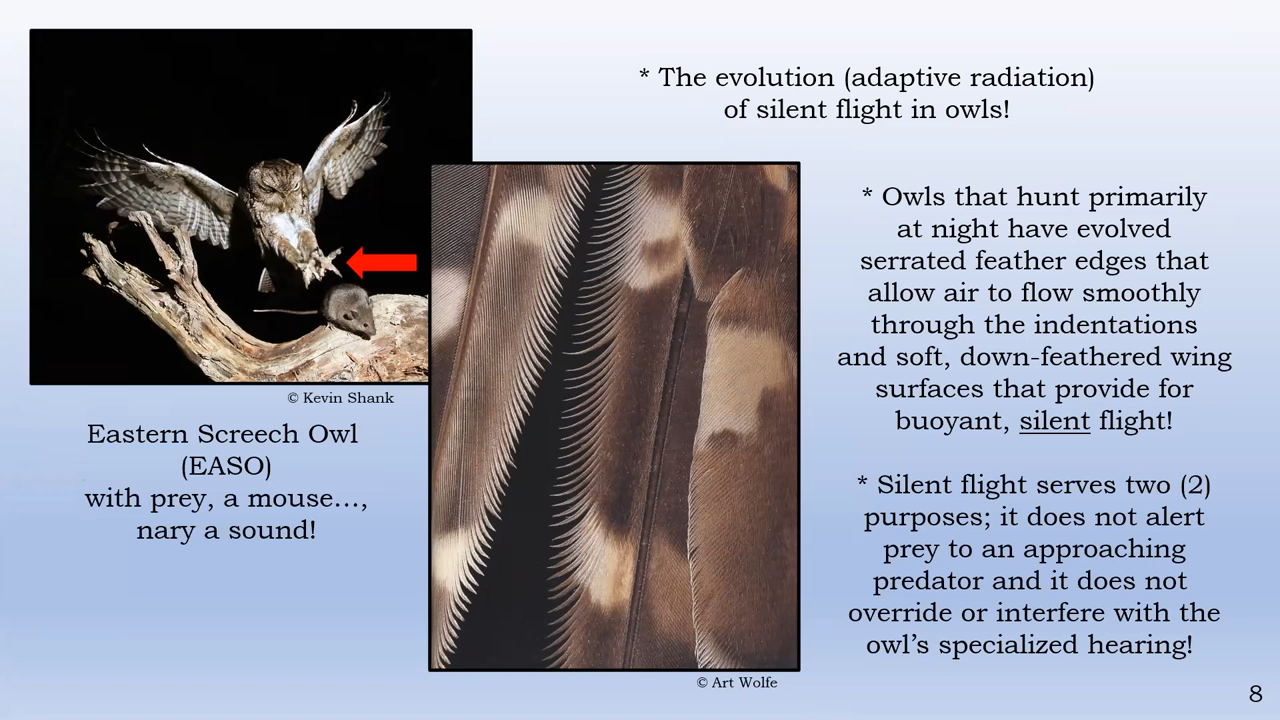 * The evolution (adaptive radiation)
of silent flight in owls!
* Owls that hunt primarily
at night have evolved
serrated feather edges that
allow air to flow smoothly
through the indentations
and soft, down-feathered wing
surfaces that provide for
buoyant, silent flight!
* Silent flight serves two (2)
purposes; it does not alert
prey to an approaching
predator and it does not
override or interfere with the
owl's specialized hearing!
© Kevin Shank
Eastern Screech Owl
(EASO)
with prey, a mouse…,
nary a sound!
© Art Wolfe
8